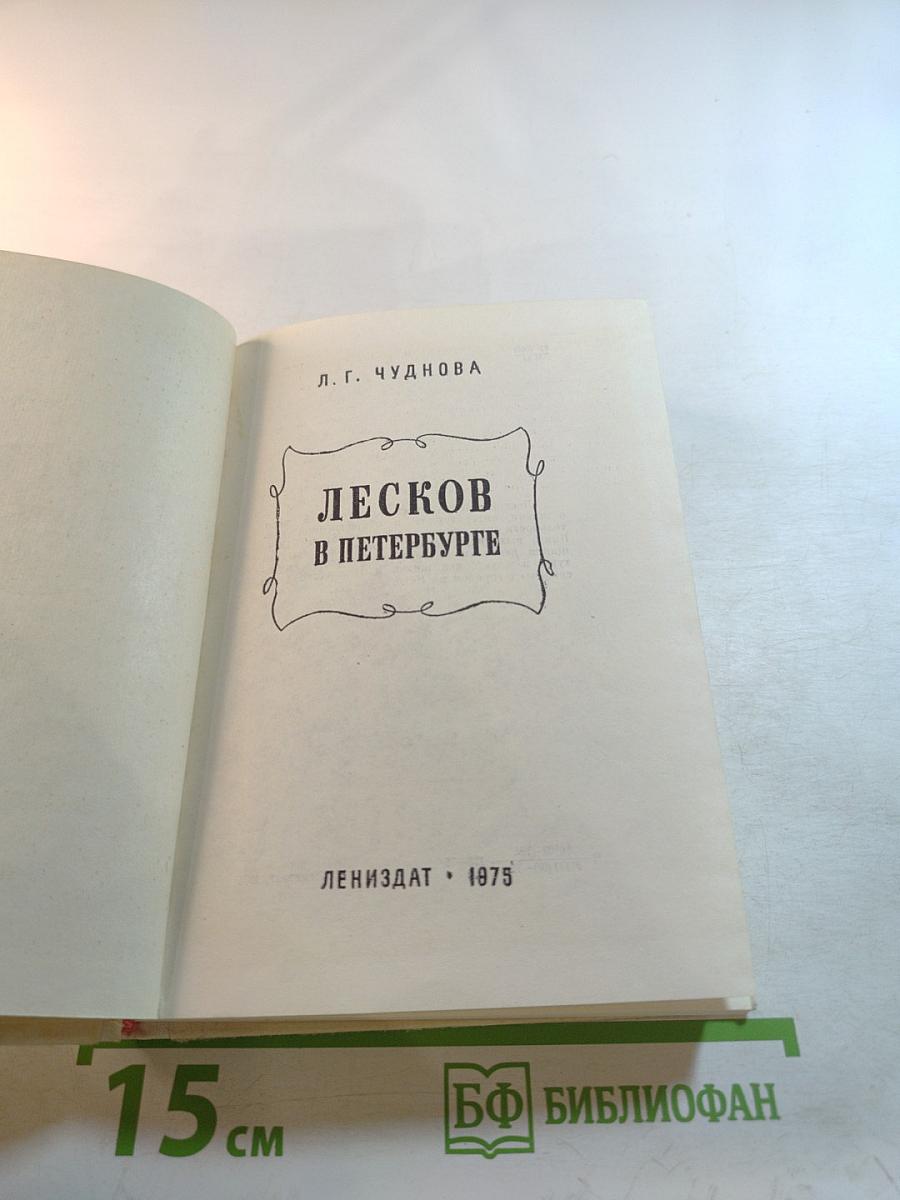 Л. Г. ЧУДНОВА
ЛЕСКОВ
В ПЕТЕРБУРГЕ
ЛЕНИЗДАТ • 1975
15 см
БФ БИБЛИОФАН